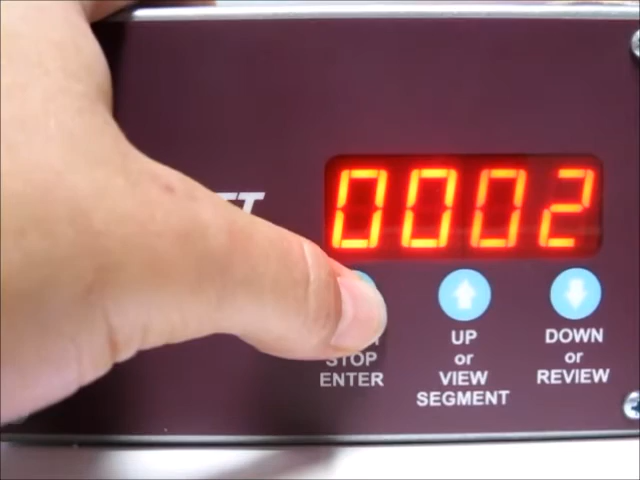 0002
STOP
ENTER
UP
or
VIEW
SEGMENT
DOWN
or
REVIEW